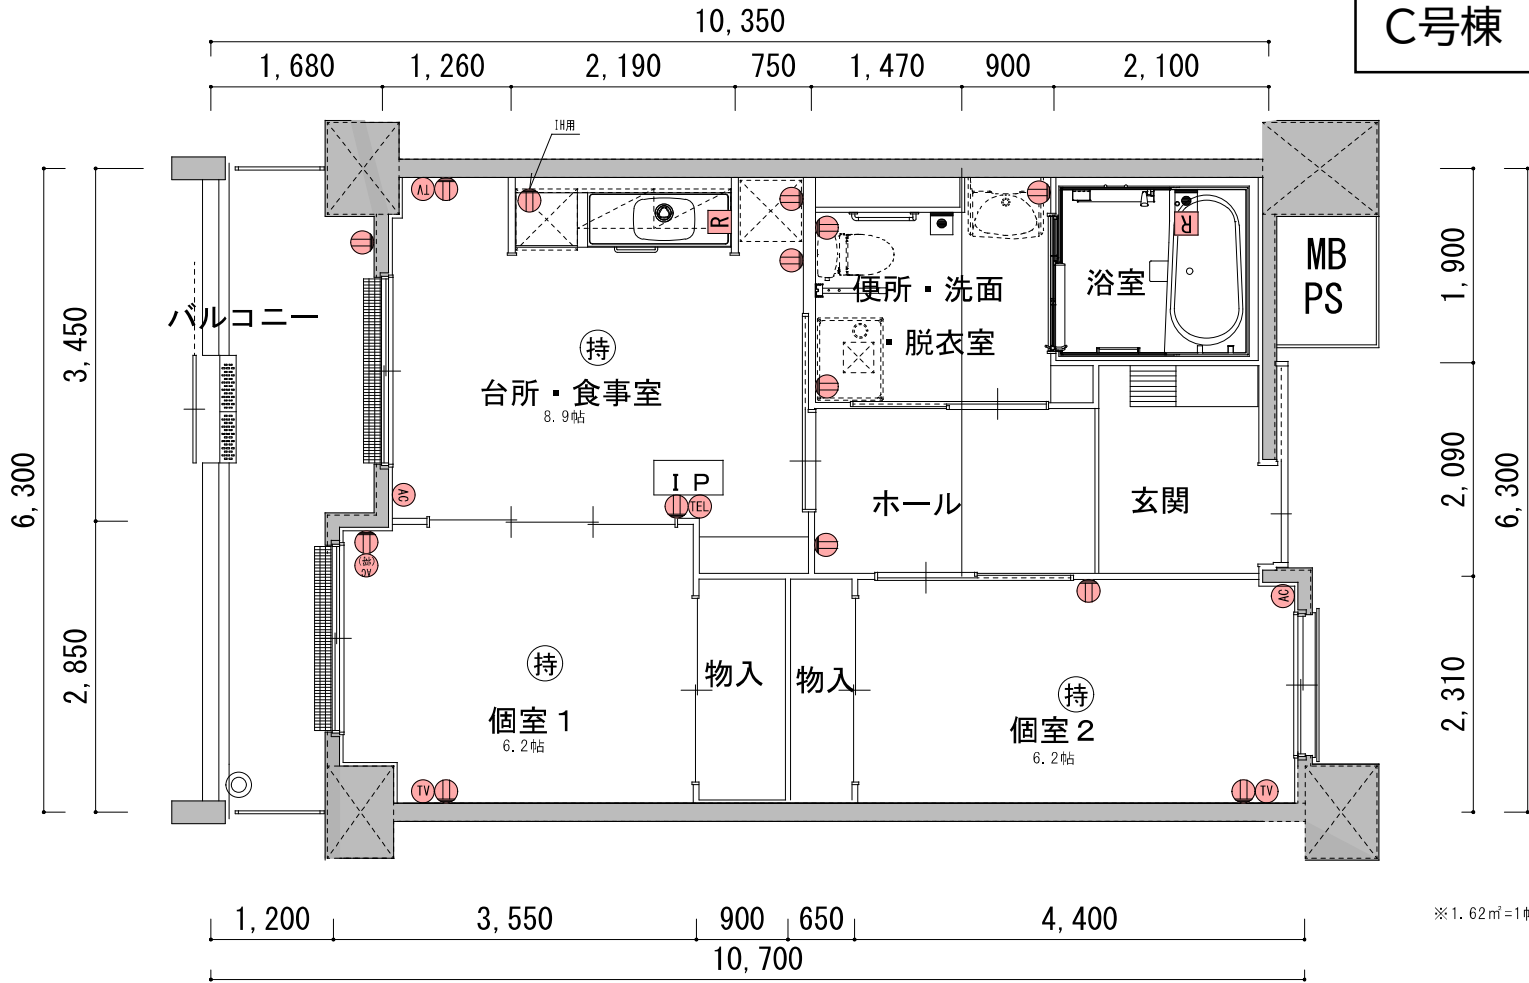 C号棟
10,350
1,680 1,260 2,190 750 1,470 900 2,100
IH用
TV
R
R
MB
PS
浴室
便所・洗面
・脱衣室
バルコニー
持
台所・食事室
8.9帖
6,300
3,450
2,850
1,900
2,090
2,310
6,300
AC
IP
TEL
ホール
玄関
AC
AC
持
個室1
6.2帖
物入
物入
持
個室2
6.2帖
TV
TV
1,200 3,550 900 650 4,400
10,700
※1.62㎡=1帖